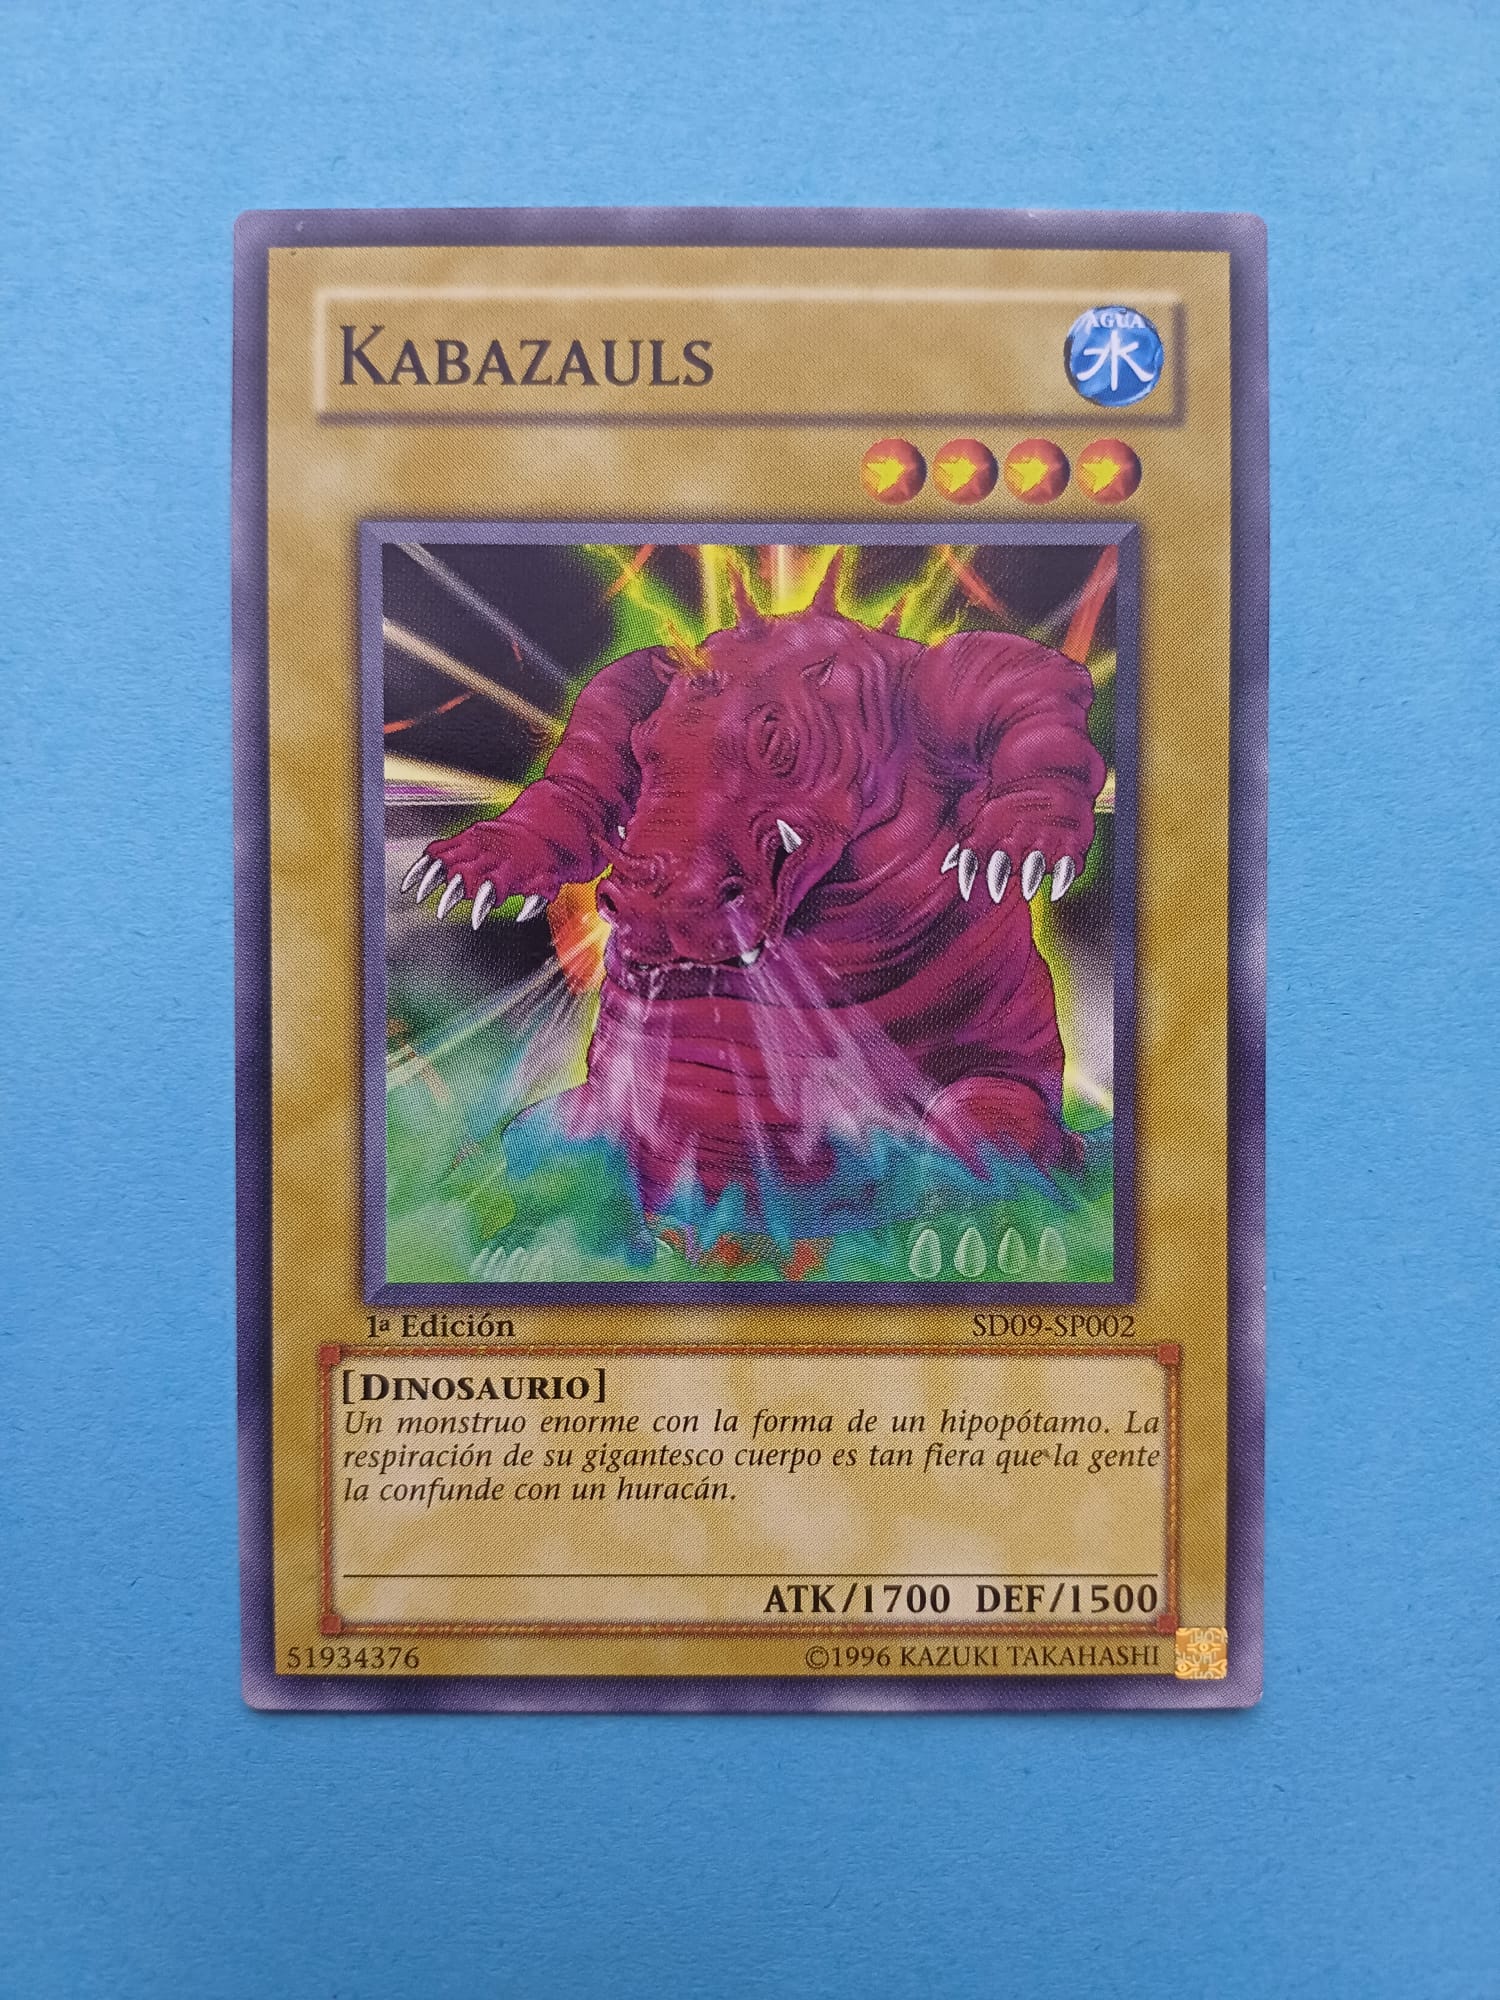 KABAZAULS
AGUA
水
1ª Edición
SD09-SP002
[DINOSAURIO]
Un monstruo enorme con la forma de un hipopótamo. La
respiración de su gigantesco cuerpo es tan fiera que la gente
la confunde con un huracán.
ATK/1700 DEF/1500
51934376
©1996 KAZUKI TAKAHASHI